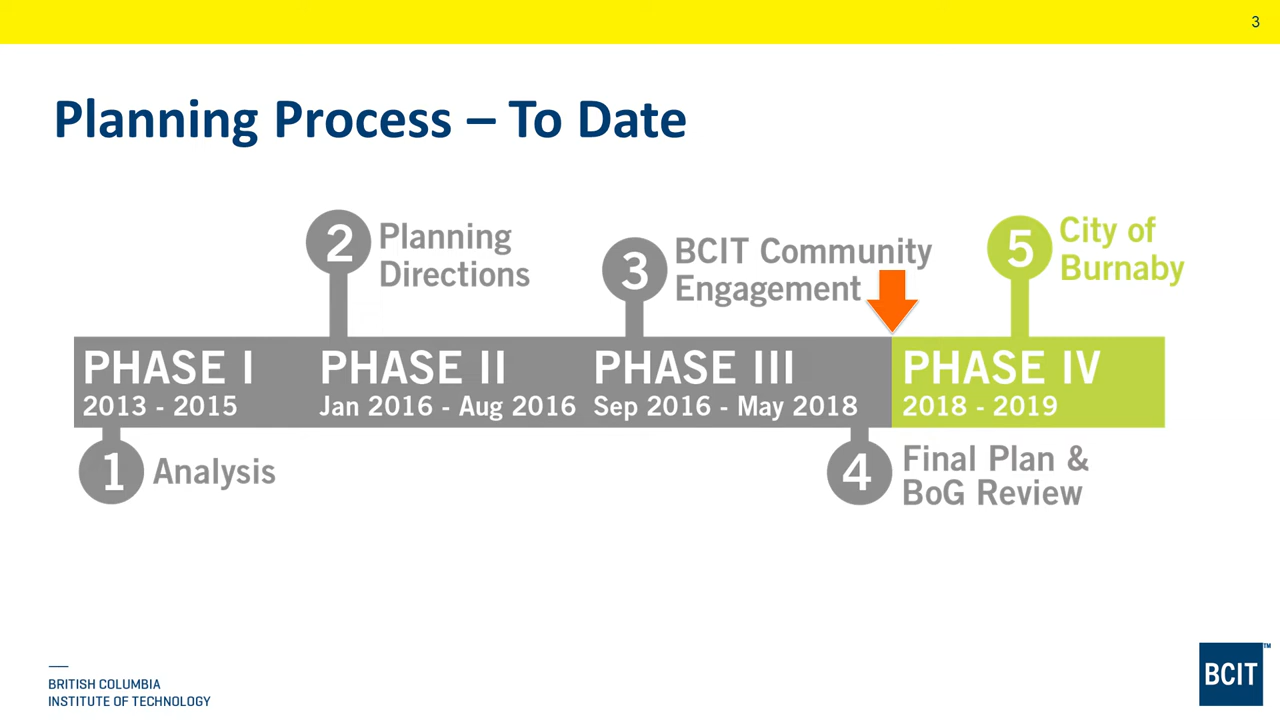 3
Planning Process – To Date
2 Planning
Directions
3 BCIT Community
Engagement
5 City of
Burnaby
PHASE I
2013 - 2015
PHASE II
Jan 2016 - Aug 2016
PHASE III
Sep 2016 - May 2018
PHASE IV
2018 - 2019
1 Analysis
4 Final Plan &
BoG Review
BRITISH COLUMBIA
INSTITUTE OF TECHNOLOGY
BCIT™